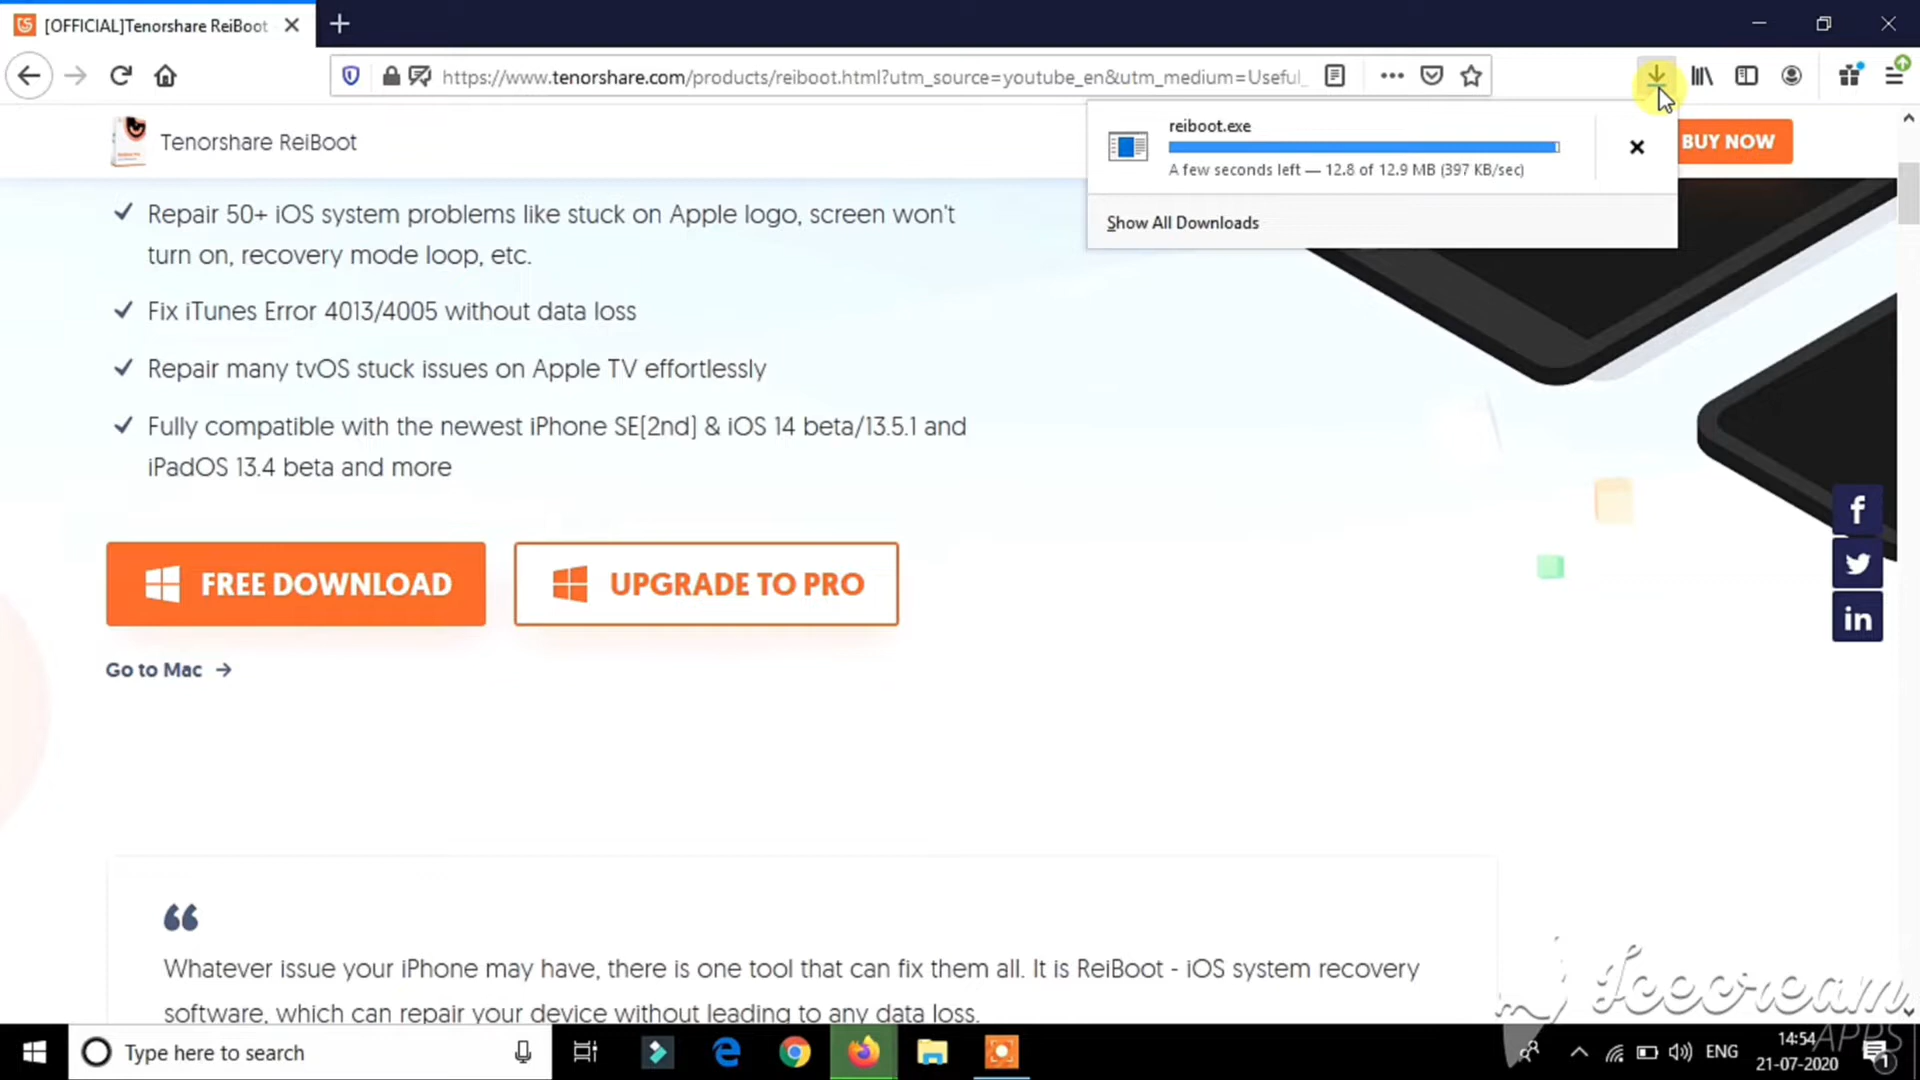 [OFFICIAL]Tenorshare ReiBoot
https://www.tenorshare.com/products/reiboot.html?utm_source=youtube_en&utm_medium=Useful_
Tenorshare ReiBoot
reiboot.exe
A few seconds left — 12.8 of 12.9 MB (397 KB/sec)
Show All Downloads
BUY NOW
Repair 50+ iOS system problems like stuck on Apple logo, screen won't
turn on, recovery mode loop, etc.
Fix iTunes Error 4013/4005 without data loss
Repair many tvOS stuck issues on Apple TV effortlessly
Fully compatible with the newest iPhone SE[2nd] & iOS 14 beta/13.5.1 and
iPadOS 13.4 beta and more
FREE DOWNLOAD
UPGRADE TO PRO
Go to Mac →
Whatever issue your iPhone may have, there is one tool that can fix them all. It is ReiBoot - iOS system recovery
software, which can repair your device without leading to any data loss.
Icecream
APPS
Type here to search
ENG
14:54
21-07-2020
1